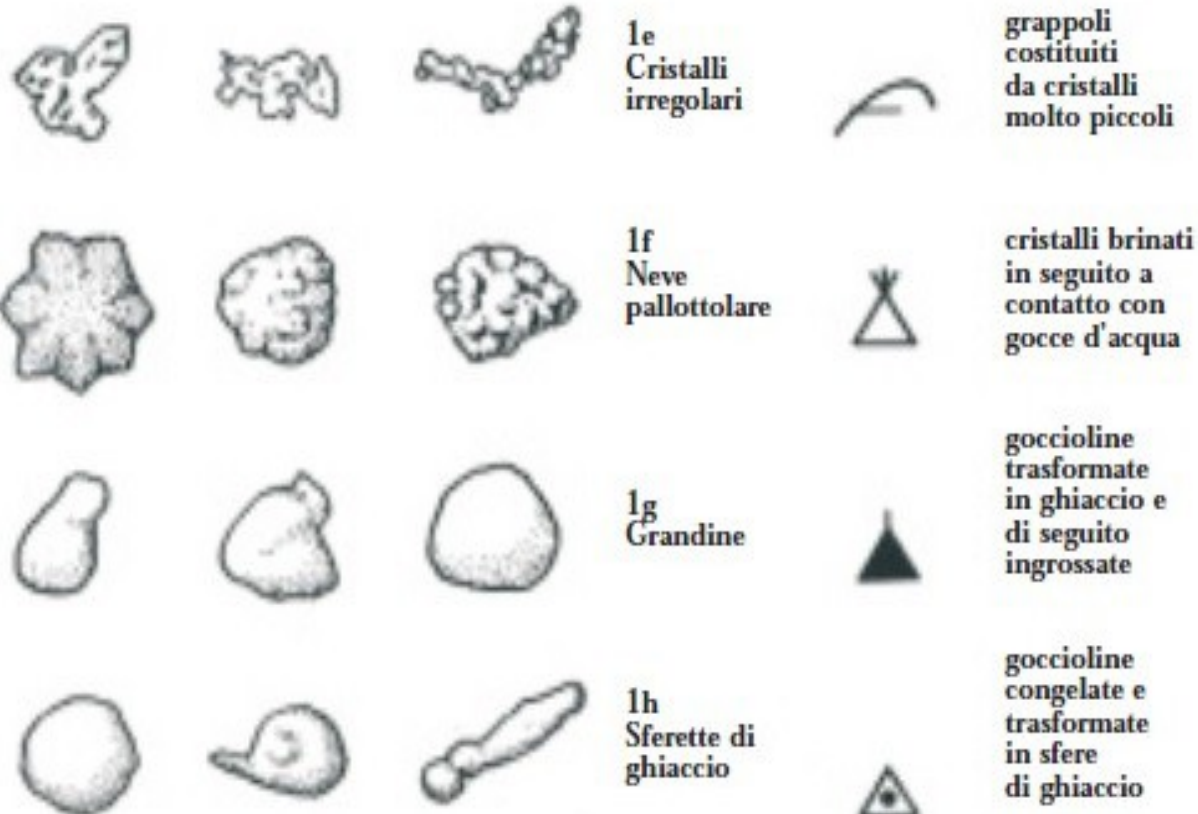 1e
Cristalli
irregolari
grappoli
costituiti
da cristalli
molto piccoli
1f
Neve
pallottolare
cristalli brinati
in seguito a
contatto con
gocce d'acqua
1g
Grandine
goccioline
trasformate
in ghiaccio e
di seguito
ingrossate
1h
Sferette di
ghiaccio
goccioline
congelate e
trasformate
in sfere
di ghiaccio